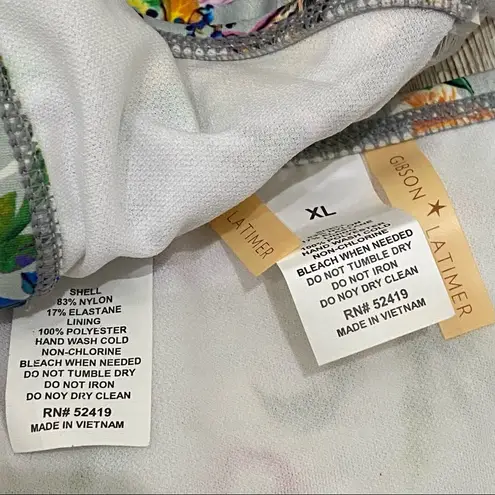 SHELL
83% NYLON
17% ELASTANE
LINING
100% POLYESTER
HAND WASH COLD
NON-CHLORINE
BLEACH WHEN NEEDED
DO NOT TUMBLE DRY
DO NOT IRON
DO NOY DRY CLEAN
RN# 52419
MADE IN VIETNAM
LATIMER
XL
100% POLYESTER
HAND WASH COLD
NON-CHLORINE
BLEACH WHEN NEEDED
DO NOT TUMBLE DRY
DO NOT IRON
DO NOY DRY CLEAN
RN# 52419
MADE IN VIETNAM
GIBSON ★ LATIMER